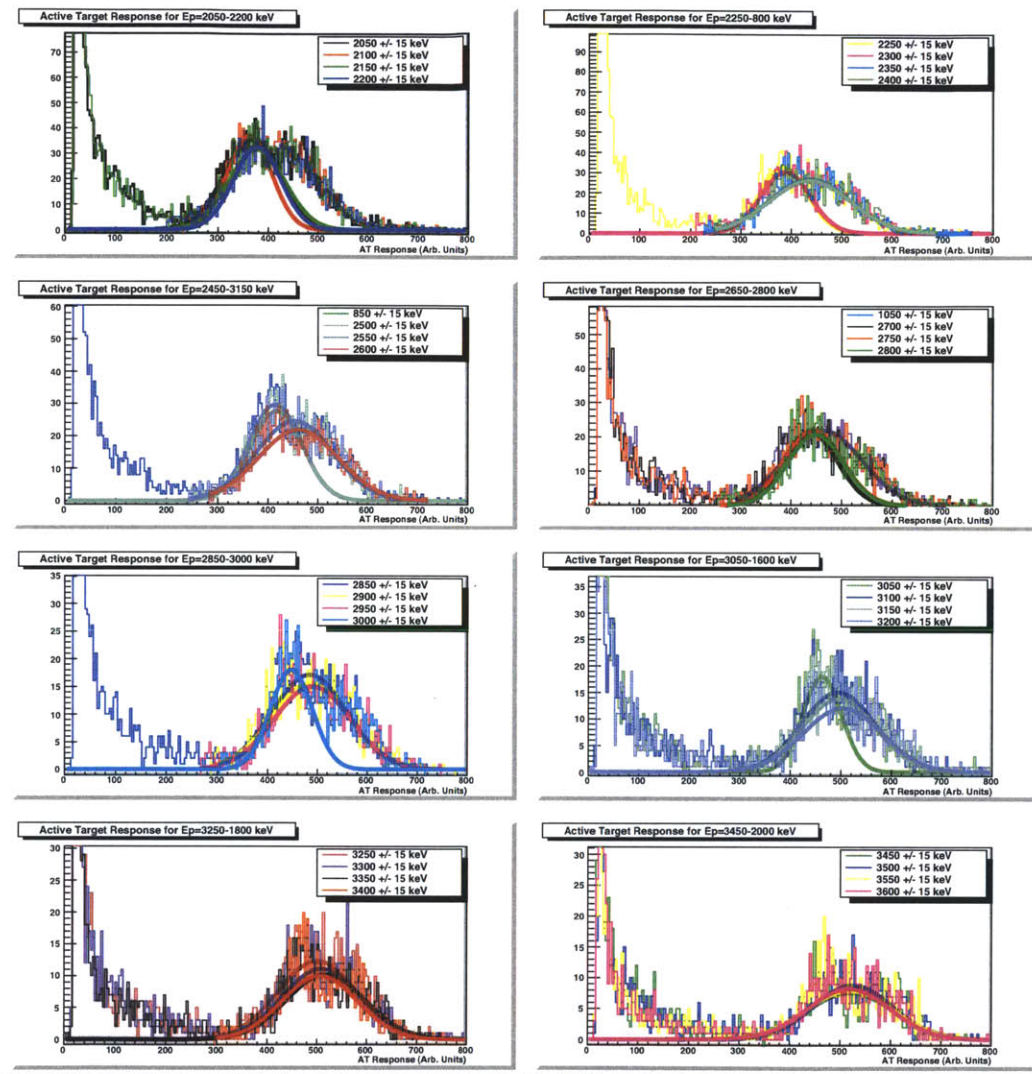 Active Target Response for Ep=2050-2200 keV
2050 +/- 15 keV
2100 +/- 15 keV
2150 +/- 15 keV
2200 +/- 15 keV
70
60
50
40
30
20
10
0
0 100 200 300 400 500 600 700 800
AT Response (Arb. Units)
Active Target Response for Ep=2250-800 keV
2250 +/- 15 keV
2300 +/- 15 keV
2350 +/- 15 keV
2400 +/- 15 keV
90
80
70
60
50
40
30
20
10
0
0 100 200 300 400 500 600 700 800
AT Response (Arb. Units)
Active Target Response for Ep=2450-3150 keV
850 +/- 15 keV
2500 +/- 15 keV
2550 +/- 15 keV
2600 +/- 15 keV
60
50
40
30
20
10
0
0 100 200 300 400 500 600 700 800
AT Response (Arb. Units)
Active Target Response for Ep=2650-2800 keV
1050 +/- 15 keV
2700 +/- 15 keV
2750 +/- 15 keV
2800 +/- 15 keV
50
40
30
20
10
0
0 100 200 300 400 500 600 700 800
AT Response (Arb. Units)
Active Target Response for Ep=2850-3000 keV
2850 +/- 15 keV
2900 +/- 15 keV
2950 +/- 15 keV
3000 +/- 15 keV
35
30
25
20
15
10
5
0
0 100 200 300 400 500 600 700 800
AT Response (Arb. Units)
Active Target Response for Ep=3050-1600 keV
3050 +/- 15 keV
3100 +/- 15 keV
3150 +/- 15 keV
3200 +/- 15 keV
35
30
25
20
15
10
5
0
0 100 200 300 400 500 600 700 800
AT Response (Arb. Units)
Active Target Response for Ep=3250-1800 keV
3250 +/- 15 keV
3300 +/- 15 keV
3350 +/- 15 keV
3400 +/- 15 keV
30
25
20
15
10
5
0
0 100 200 300 400 500 600 700 800
AT Response (Arb. Units)
Active Target Response for Ep=3450-2000 keV
3450 +/- 15 keV
3500 +/- 15 keV
3550 +/- 15 keV
3600 +/- 15 keV
30
25
20
15
10
5
0
0 100 200 300 400 500 600 700 800
AT Response (Arb. Units)